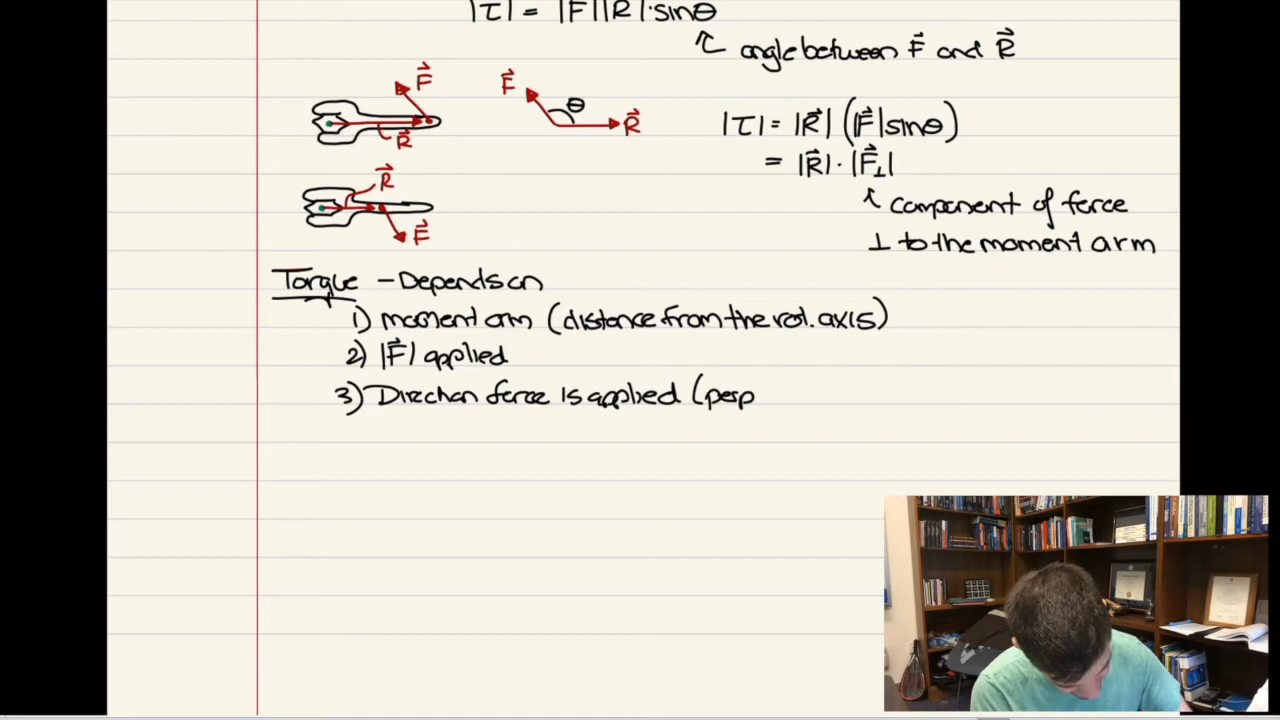 |τ| = |F||R|·sinθ
↖ angle between F⃗ and R⃗
F⃗
F⃗ θ R⃗
R⃗
|τ| = |R⃗| (|F⃗|sinθ)
= |R⃗| · |F⃗⊥|
R⃗
F⃗
↖ component of force
⊥ to the moment arm
Torque - Depends on
1) moment arm (distance from the rot. axis)
2) |F⃗| applied
3) Direction force is applied (perp